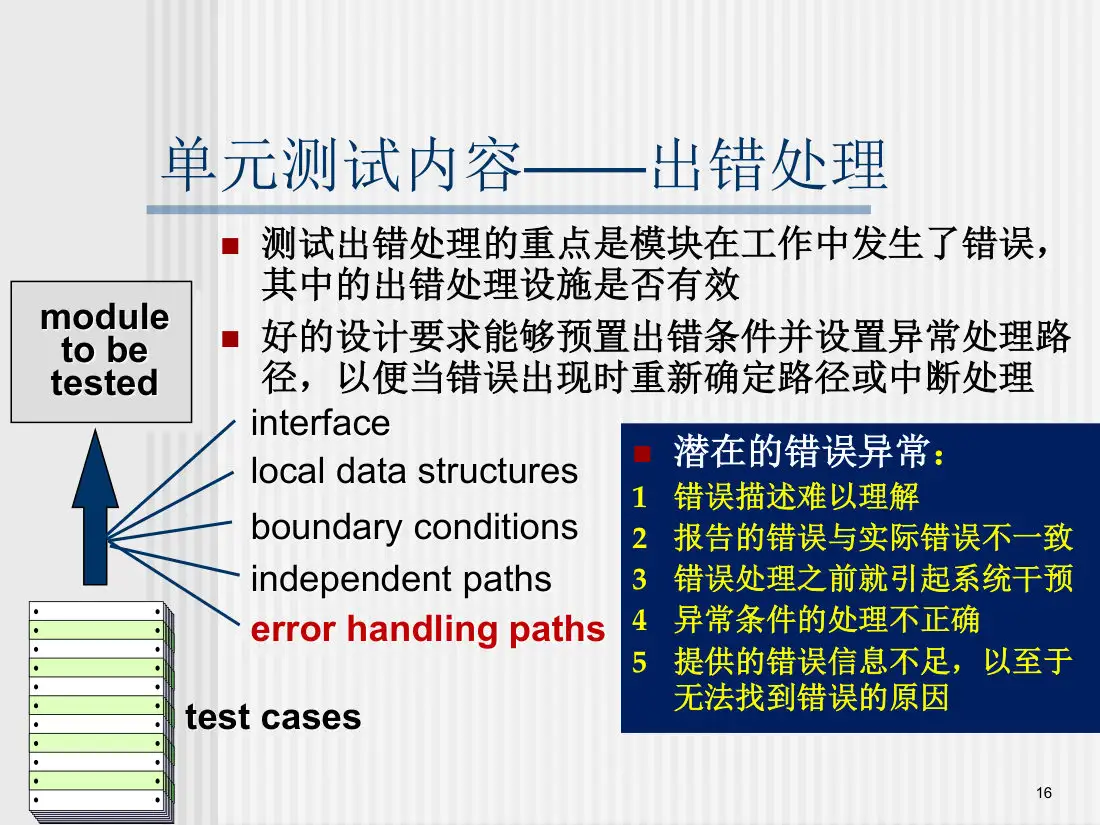 单元测试内容——出错处理
测试出错处理的重点是模块在工作中发生了错误，
其中的出错处理设施是否有效
好的设计要求能够预置出错条件并设置异常处理路
径，以便当错误出现时重新确定路径或中断处理
module
to be
tested
interface
local data structures
boundary conditions
independent paths
error handling paths
test cases
潜在的错误异常：
1 错误描述难以理解
2 报告的错误与实际错误不一致
3 错误处理之前就引起系统干预
4 异常条件的处理不正确
5 提供的错误信息不足，以至于
无法找到错误的原因
16